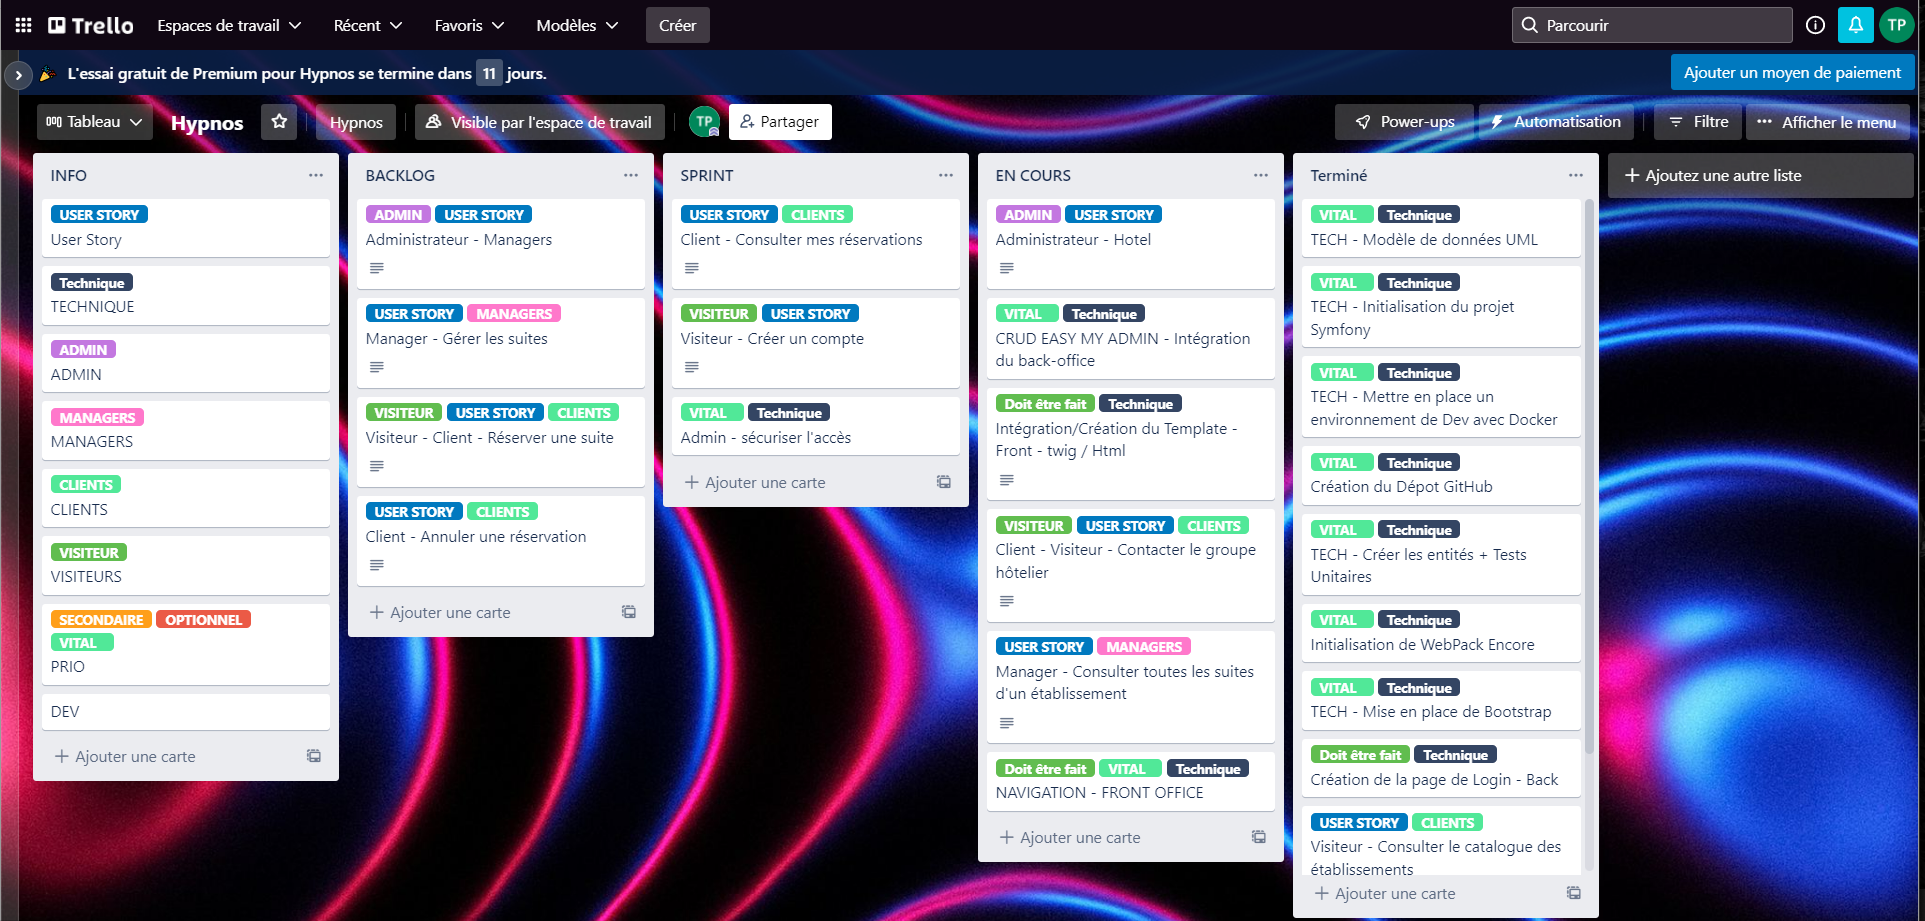 Trello
Espaces de travail
Récent
Favoris
Modèles
Créer
Parcourir
TP
L'essai gratuit de Premium pour Hypnos se termine dans 11 jours.
Ajouter un moyen de paiement
Tableau
Hypnos
Hypnos
Visible par l'espace de travail
TP
Partager
Power-ups
Automatisation
Filtre
Afficher le menu
INFO
USER STORY
User Story
Technique
TECHNIQUE
ADMIN
ADMIN
MANAGERS
MANAGERS
CLIENTS
CLIENTS
VISITEUR
VISITEURS
SECONDAIRE OPTIONNEL
VITAL
PRIO
DEV
Ajouter une carte
BACKLOG
ADMIN USER STORY
Administrateur - Managers
USER STORY MANAGERS
Manager - Gérer les suites
VISITEUR USER STORY CLIENTS
Visiteur - Client - Réserver une suite
USER STORY CLIENTS
Client - Annuler une réservation
Ajouter une carte
SPRINT
USER STORY CLIENTS
Client - Consulter mes réservations
VISITEUR USER STORY
Visiteur - Créer un compte
VITAL Technique
Admin - sécuriser l'accès
Ajouter une carte
EN COURS
ADMIN USER STORY
Administrateur - Hotel
VITAL Technique
CRUD EASY MY ADMIN - Intégration
du back-office
Doit être fait Technique
Intégration/Création du Template -
Front - twig / Html
VISITEUR USER STORY CLIENTS
Client - Visiteur - Contacter le groupe
hôtelier
USER STORY MANAGERS
Manager - Consulter toutes les suites
d'un établissement
Doit être fait VITAL Technique
NAVIGATION - FRONT OFFICE
Ajouter une carte
Terminé
VITAL Technique
TECH - Modèle de données UML
VITAL Technique
TECH - Initialisation du projet
Symfony
VITAL Technique
TECH - Mettre en place un
environnement de Dev avec Docker
VITAL Technique
Création du Dépot GitHub
VITAL Technique
TECH - Créer les entités + Tests
Unitaires
VITAL Technique
Initialisation de WebPack Encore
VITAL Technique
TECH - Mise en place de Bootstrap
Doit être fait Technique
Création de la page de Login - Back
USER STORY CLIENTS
Visiteur - Consulter le catalogue des
établissements
Ajouter une carte
Ajoutez une autre liste